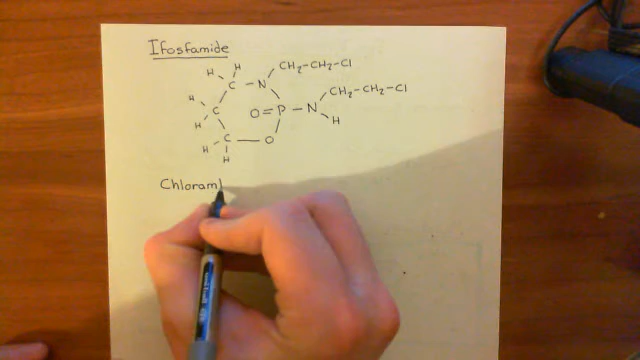 Ifosfamide
H H CH₂-CH₂-Cl
C - N CH₂-CH₂-Cl
H
C O=P-N
H H
H C O
H
Chloram